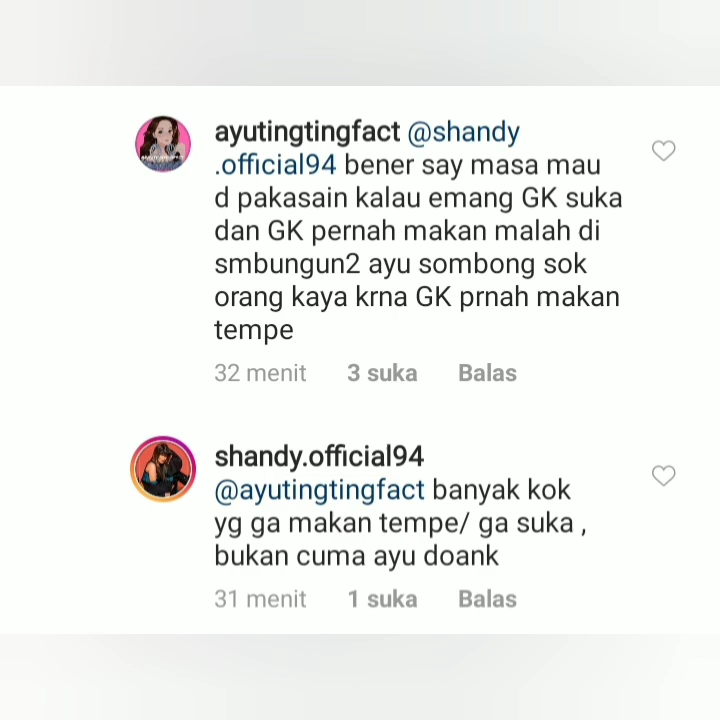 ayutingtingfact @shandy
.official94 bener say masa mau
d pakasain kalau emang GK suka
dan GK pernah makan malah di
smbungun2 ayu sombong sok
orang kaya krna GK prnah makan
tempe
32 menit 3 suka Balas
shandy.official94
@ayutingtingfact banyak kok
yg ga makan tempe/ ga suka ,
bukan cuma ayu doank
31 menit 1 suka Balas